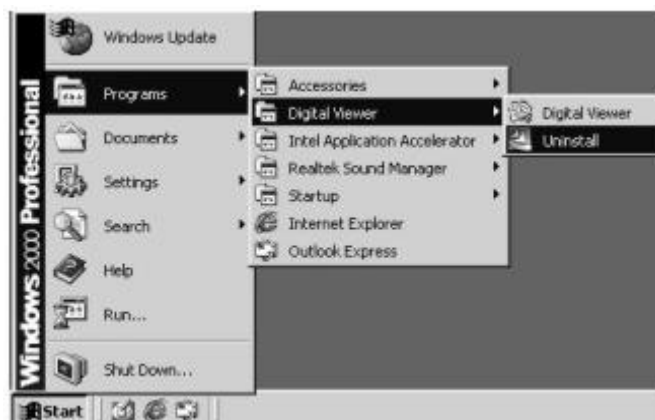 Windows 2000 Professional
Windows Update
Programs
Documents
Settings
Search
Help
Run...
Shut Down...
Accessories
Digital Viewer
Intel Application Accelerator
Realtek Sound Manager
Startup
Internet Explorer
Outlook Express
Digital Viewer
Uninstall
Start